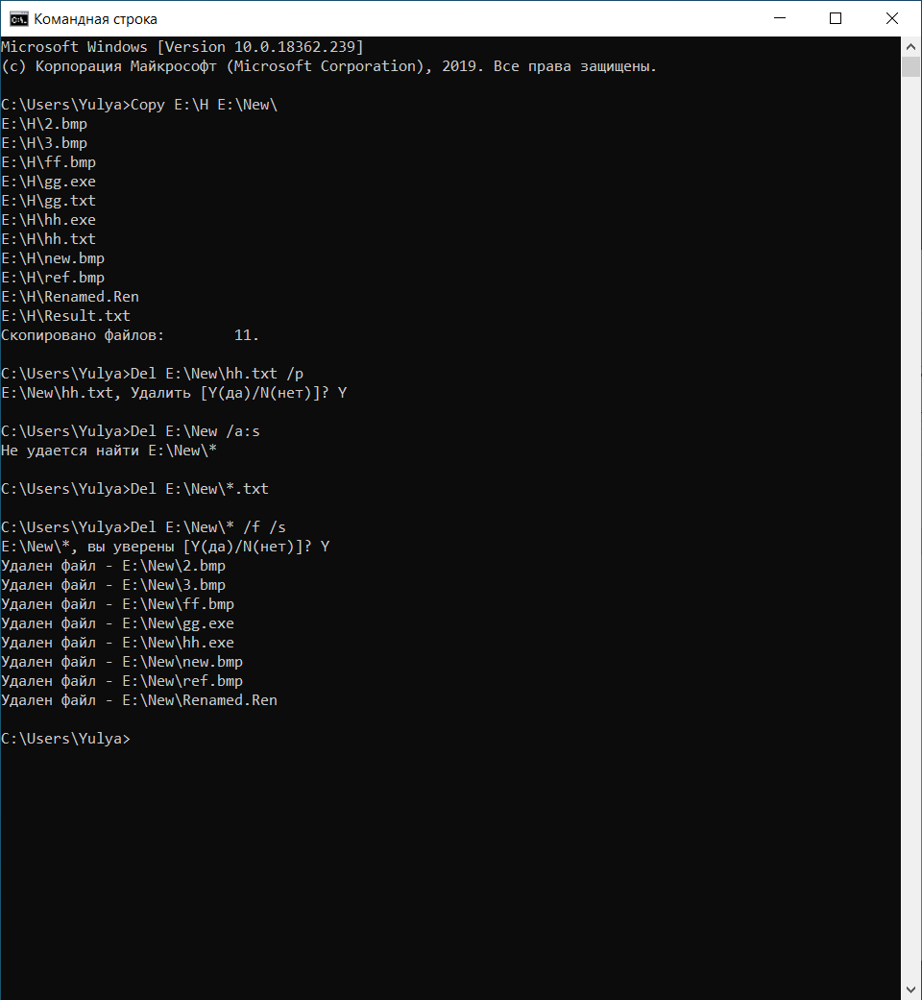 Командная строка
Microsoft Windows [Version 10.0.18362.239]
(c) Корпорация Майкрософт (Microsoft Corporation), 2019. Все права защищены.
C:\Users\Yulya>Copy E:\H E:\New\
E:\H\2.bmp
E:\H\3.bmp
E:\H\ff.bmp
E:\H\gg.exe
E:\H\gg.txt
E:\H\hh.exe
E:\H\hh.txt
E:\H\new.bmp
E:\H\ref.bmp
E:\H\Renamed.Ren
E:\H\Result.txt
Скопировано файлов:        11.
C:\Users\Yulya>Del E:\New\hh.txt /p
E:\New\hh.txt, Удалить [Y(да)/N(нет)]? Y
C:\Users\Yulya>Del E:\New /a:s
Не удается найти E:\New\*
C:\Users\Yulya>Del E:\New\*.txt
C:\Users\Yulya>Del E:\New\* /f /s
E:\New\*, вы уверены [Y(да)/N(нет)]? Y
Удален файл - E:\New\2.bmp
Удален файл - E:\New\3.bmp
Удален файл - E:\New\ff.bmp
Удален файл - E:\New\gg.exe
Удален файл - E:\New\hh.exe
Удален файл - E:\New\new.bmp
Удален файл - E:\New\ref.bmp
Удален файл - E:\New\Renamed.Ren
C:\Users\Yulya>